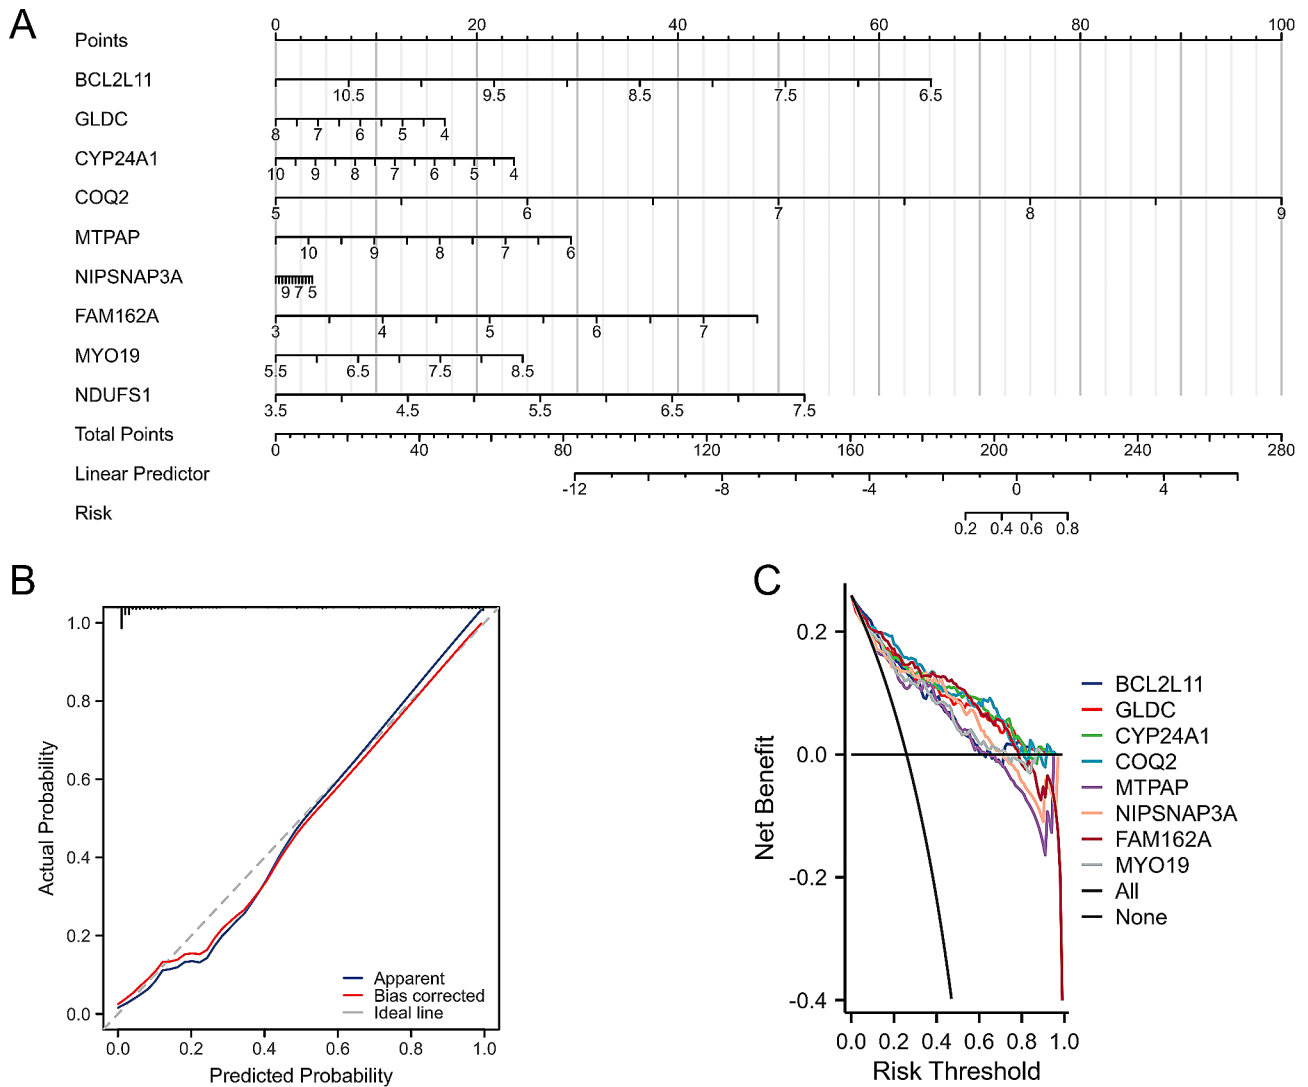 A
Points
0 20 40 60 80 100
BCL2L11
10.5 9.5 8.5 7.5 6.5
GLDC
8 7 6 5 4
CYP24A1
10 9 8 7 6 5 4
COQ2
5 6 7 8 9
MTPAP
10 9 8 7 6
NIPSNAP3A
9 7 5
FAM162A
3 4 5 6 7
MYO19
5.5 6.5 7.5 8.5
NDUFS1
3.5 4.5 5.5 6.5 7.5
Total Points
0 40 80 120 160 200 240 280
Linear Predictor
-12 -8 -4 0 4
Risk
0.2 0.4 0.6 0.8
B
Actual Probability
1.0
0.8
0.6
0.4
0.2
0.0
Apparent
Bias corrected
Ideal line
0.0 0.2 0.4 0.6 0.8 1.0
Predicted Probability
C
Net Benefit
0.2
0.0
-0.2
-0.4
0.0 0.2 0.4 0.6 0.8 1.0
Risk Threshold
BCL2L11
GLDC
CYP24A1
COQ2
MTPAP
NIPSNAP3A
FAM162A
MYO19
All
None